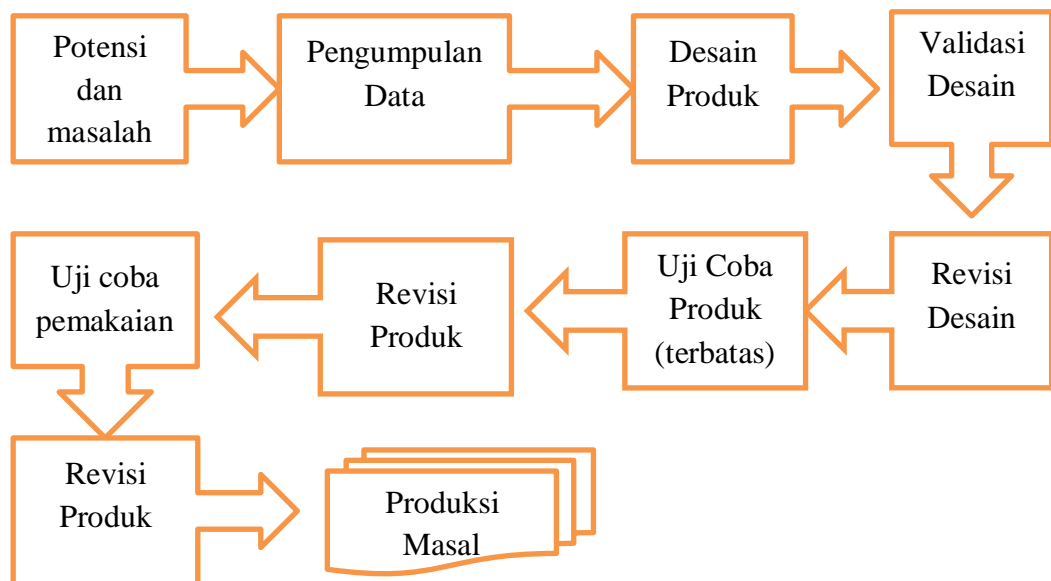 Potensi
dan
masalah
Pengumpulan
Data
Desain
Produk
Validasi
Desain
Revisi
Desain
Uji Coba
Produk
(terbatas)
Revisi
Produk
Uji coba
pemakaian
Revisi
Produk
Produksi
Masal